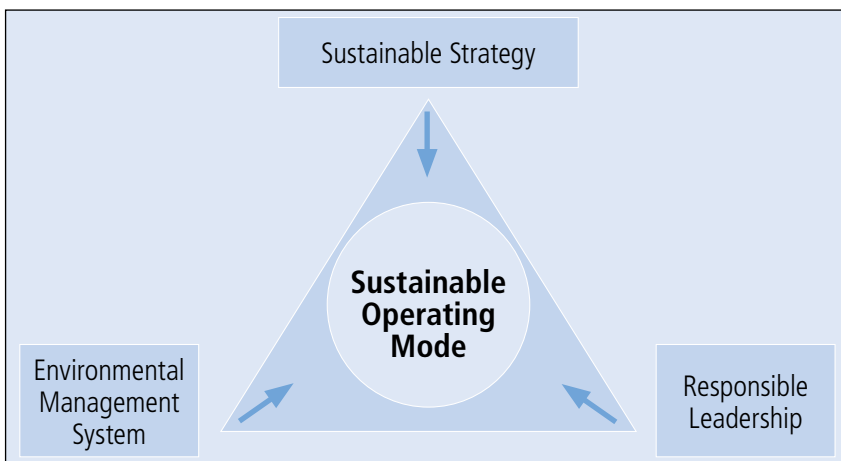 Sustainable Strategy
Sustainable
Operating
Mode
Environmental
Management
System
Responsible
Leadership